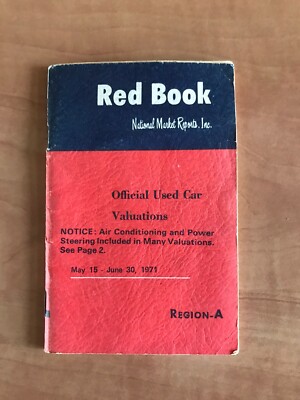 Red Book
National Market Reports, Inc.
Official Used Car
Valuations
NOTICE: Air Conditioning and Power
Steering Included in Many Valuations.
See Page 2.
May 15 - June 30, 1971
REGION-A